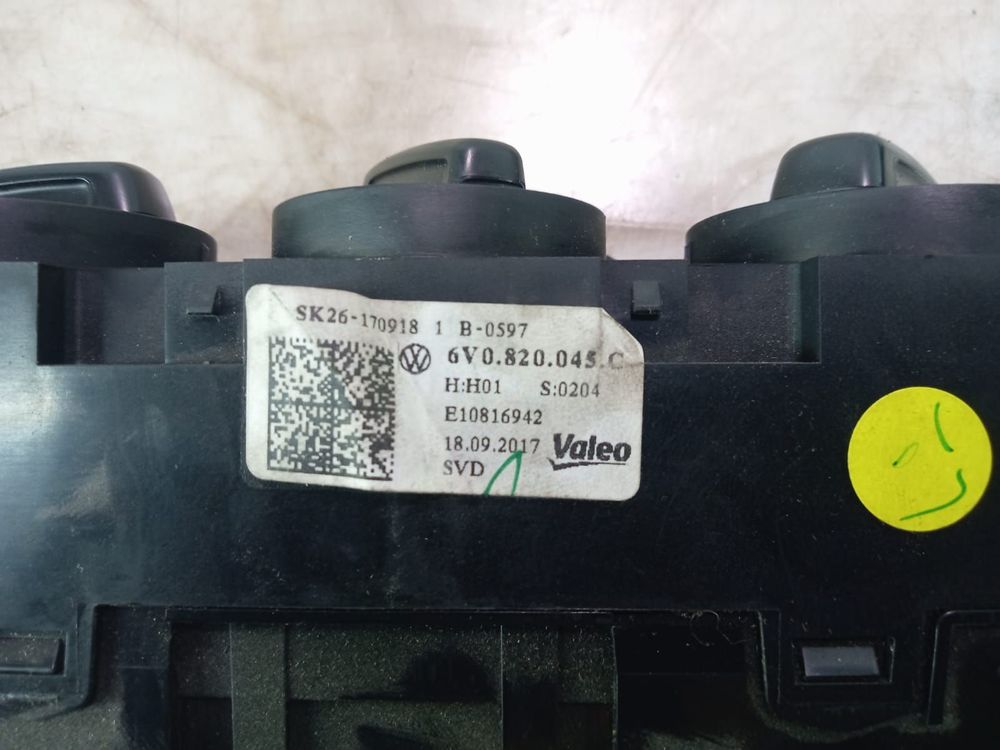 SK26-170918 1 B-0597
6V0.820.045.C
H:H01 S:0204
E10816942
18.09.2017 Valeo
SVD